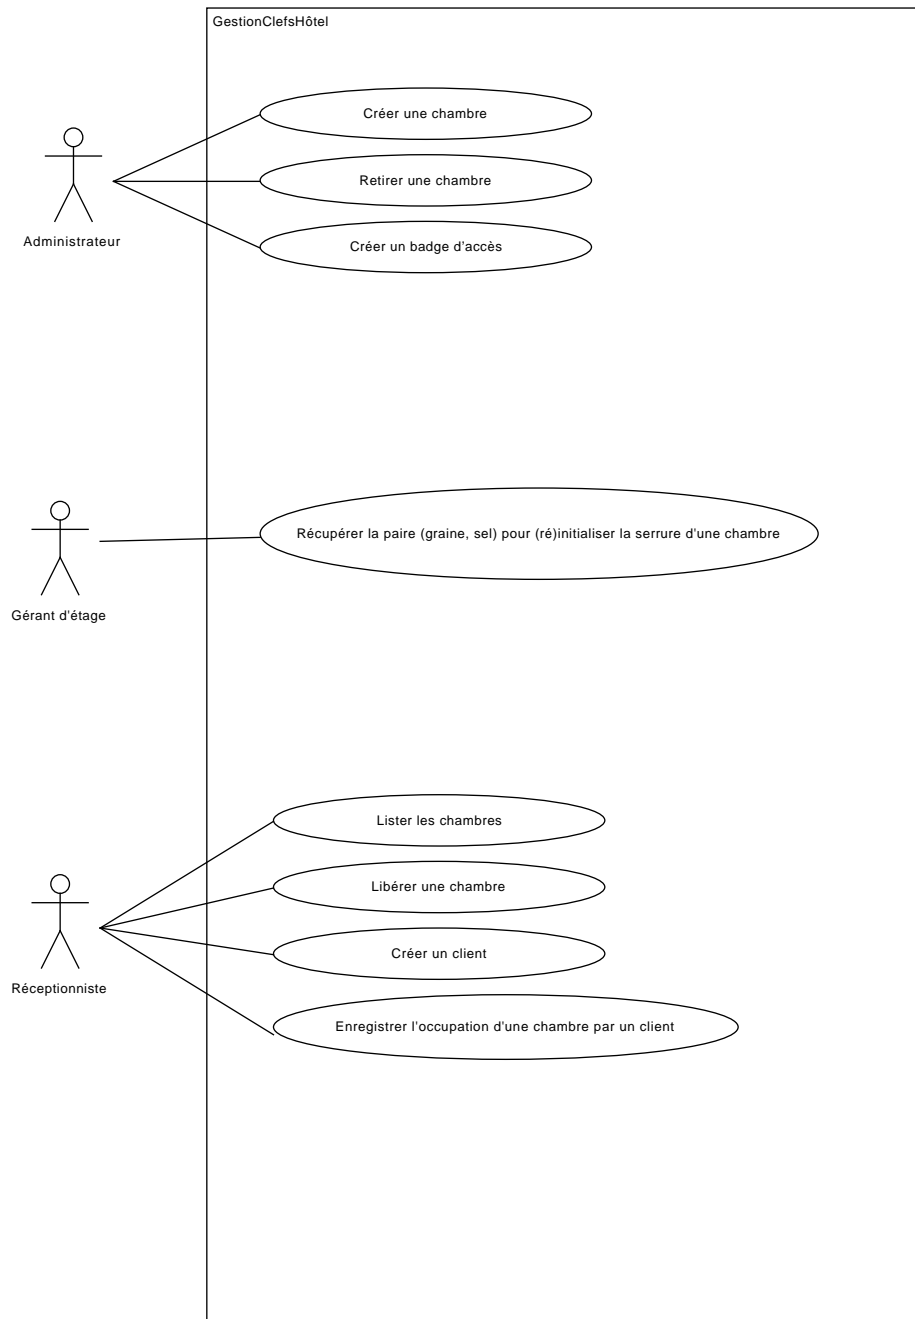 GestionClefsHôtel
Créer une chambre
Retirer une chambre
Créer un badge d'accès
Administrateur
Récupérer la paire (graine, sel) pour (ré)initialiser la serrure d'une chambre
Gérant d'étage
Lister les chambres
Libérer une chambre
Créer un client
Réceptionniste
Enregistrer l'occupation d'une chambre par un client